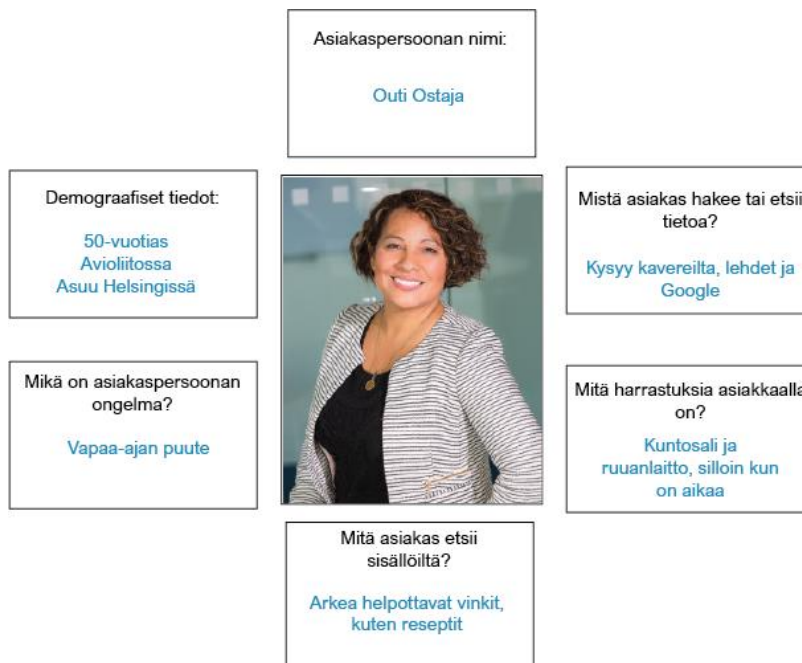 Asiakaspersoonan nimi:
Outi Ostaja
Demograafiset tiedot:
50-vuotias
Avioliitossa
Asuu Helsingissä
Mistä asiakas hakee tai etsii
tietoa?
Kysyy kavereilta, lehdet ja
Google
Mikä on asiakaspersoonan
ongelma?
Vapaa-ajan puute
Mitä harrastuksia asiakkaalla
on?
Kuntosali ja
ruuanlaitto, silloin kun
on aikaa
Mitä asiakas etsii
sisällöiltä?
Arkea helpottavat vinkit,
kuten reseptit